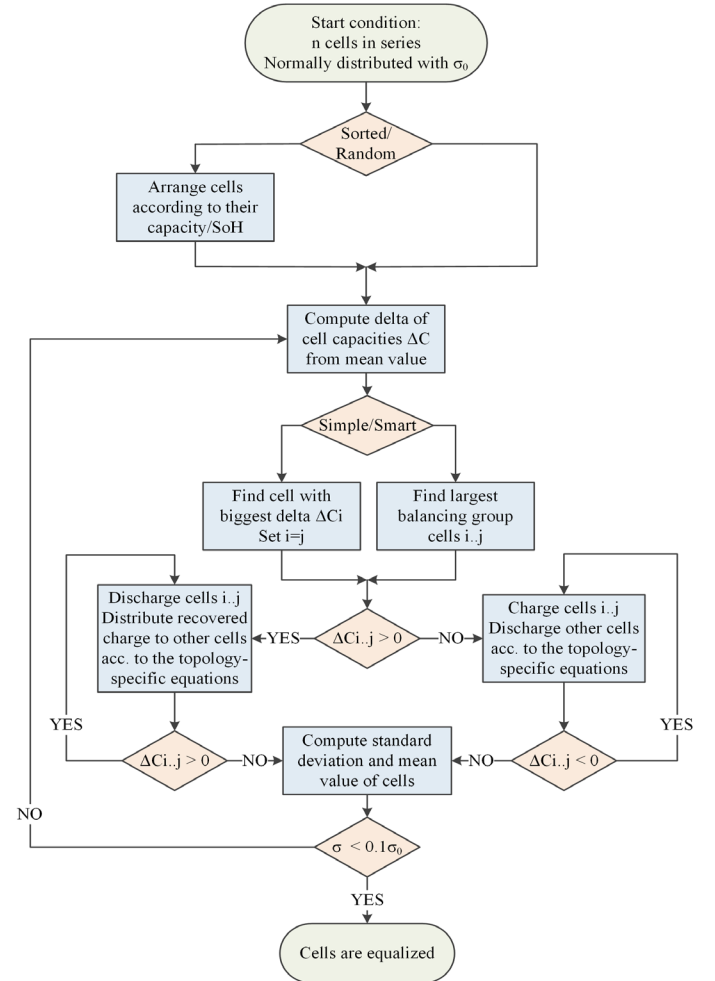 Start condition:
n cells in series
Normally distributed with σ₀
Sorted/
Random
Arrange cells
according to their
capacity/SoH
Compute delta of
cell capacities ΔC
from mean value
Simple/Smart
Find cell with
biggest delta ΔCi
Set i=j
Find largest
balancing group
cells i..j
Discharge cells i..j
Distribute recovered
charge to other cells
acc. to the topology-
specific equations
YES
ΔCi..j > 0
NO
Charge cells i..j
Discharge other cells
acc. to the topology-
specific equations
YES
ΔCi..j > 0
NO
Compute standard
deviation and mean
value of cells
NO
ΔCi..j < 0
YES
NO
σ < 0.1σ₀
YES
Cells are equalized